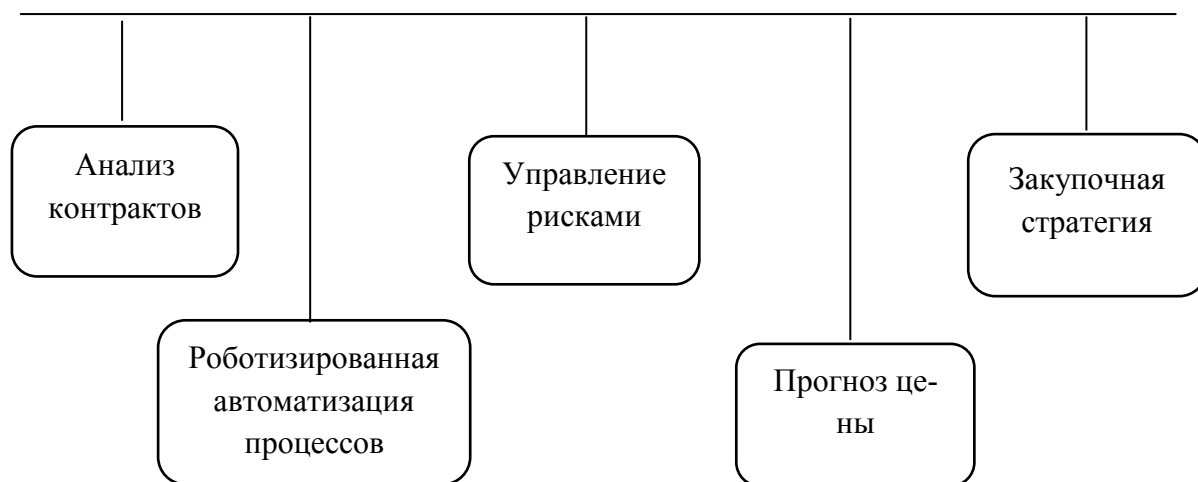 Анализ
контрактов
Управление
рисками
Закупочная
стратегия
Роботизированная
автоматизация
процессов
Прогноз це-
ны